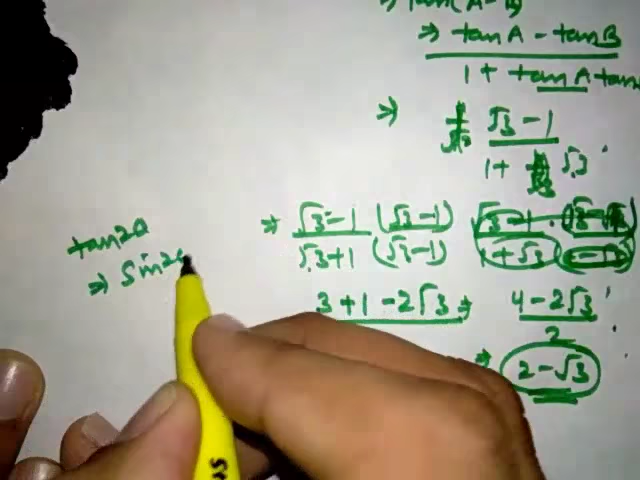 ⇒ tan(A-B)
⇒ tanA - tanB
1 + tanA tan
⇒ √3 - 1
1 + √3
⇒ √3-1 (√3-1)
√3+1 (√3-1)
3 + 1 - 2√3 ⇒ 4-2√3
2
⇒ 2-√3
tan2θ
⇒ Sin2